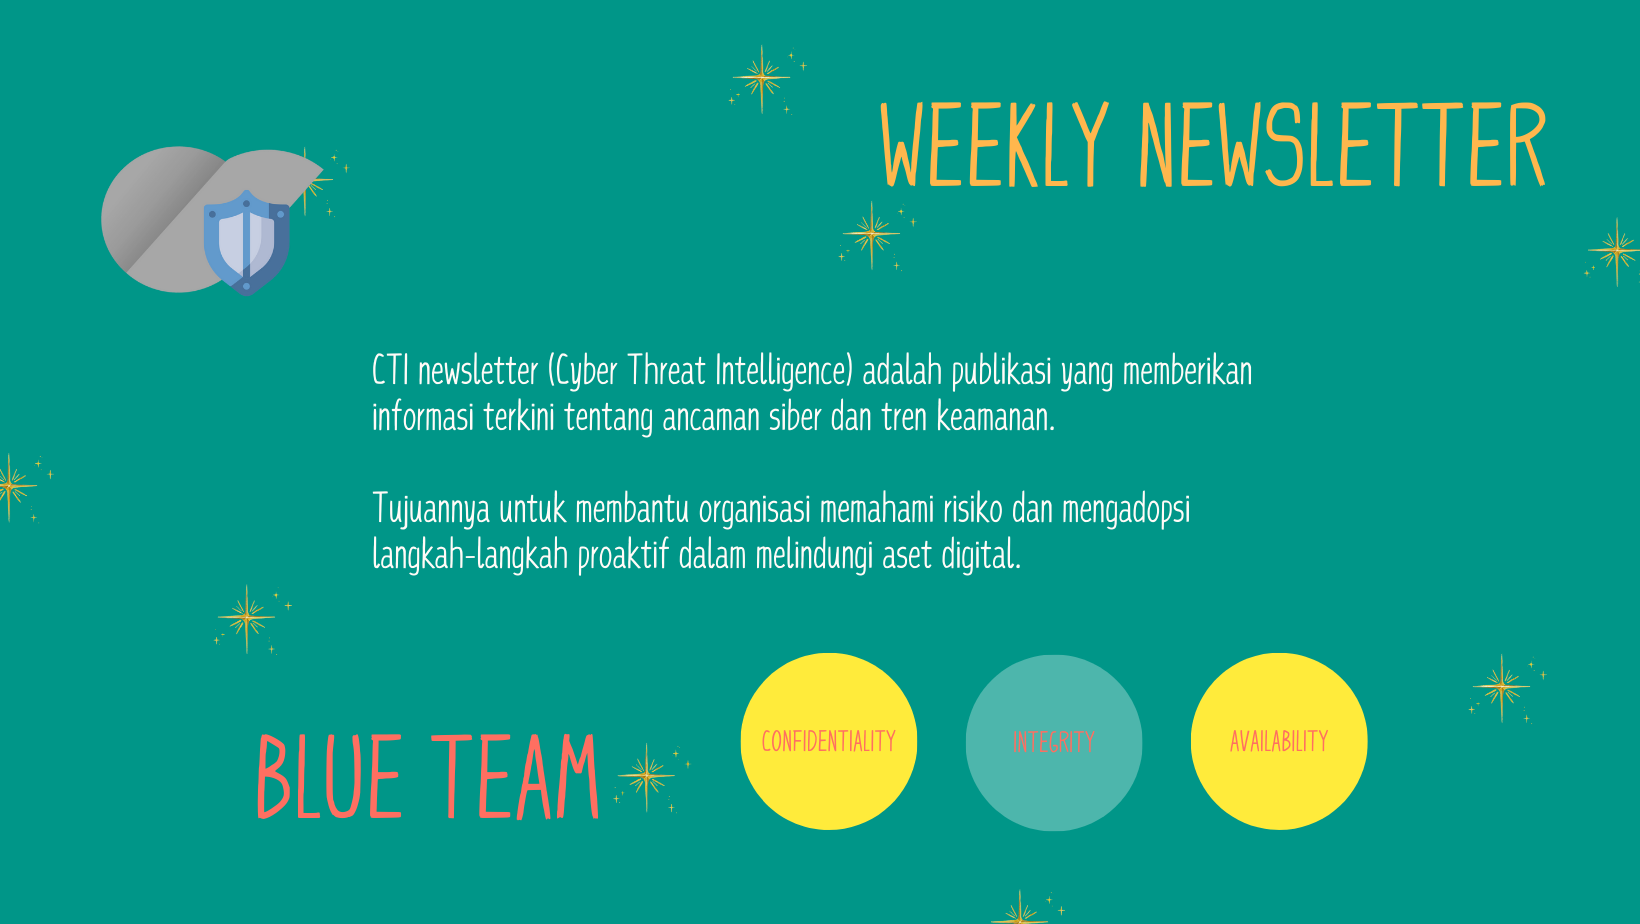 WEEKLY NEWSLETTER
CTI newsletter (Cyber Threat Intelligence) adalah publikasi yang memberikan
informasi terkini tentang ancaman siber dan tren keamanan.
Tujuannya untuk membantu organisasi memahami risiko dan mengadopsi
langkah-langkah proaktif dalam melindungi aset digital.
BLUE TEAM
CONFIDENTIALITY
INTEGRITY
AVAILABILITY